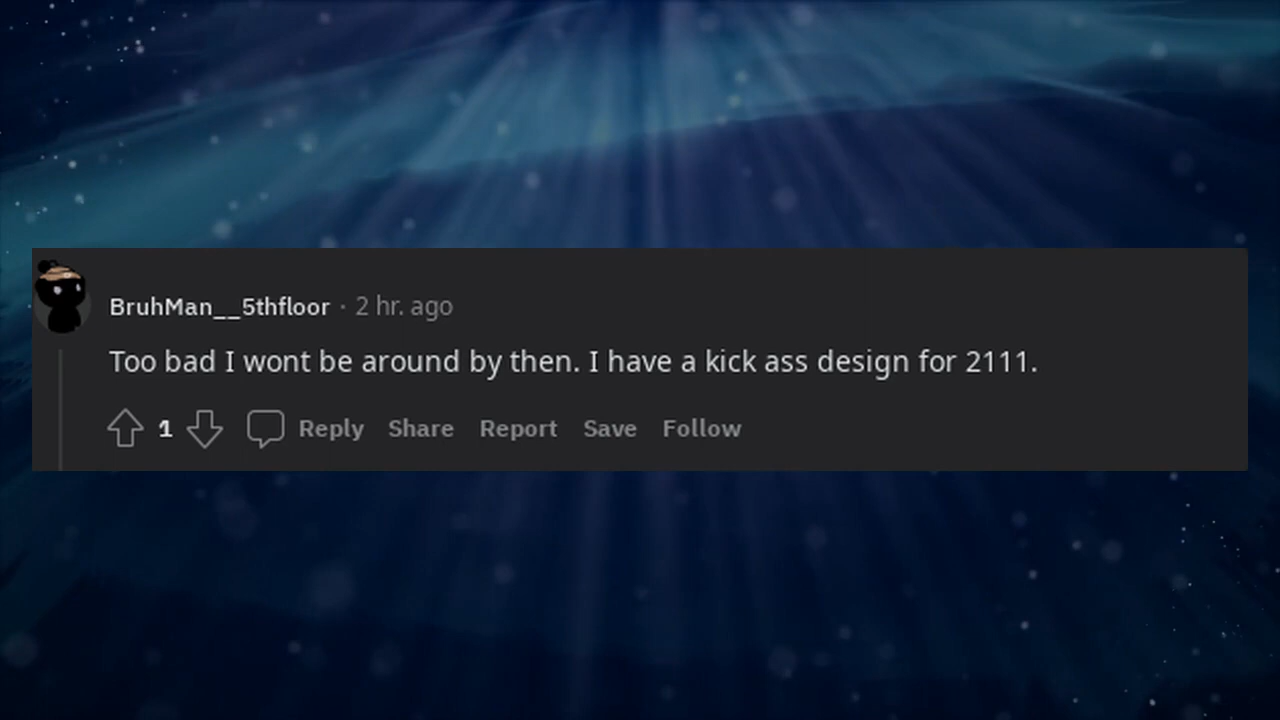 BruhMan__5thfloor · 2 hr. ago
Too bad I wont be around by then. I have a kick ass design for 2111.
1 Reply Share Report Save Follow